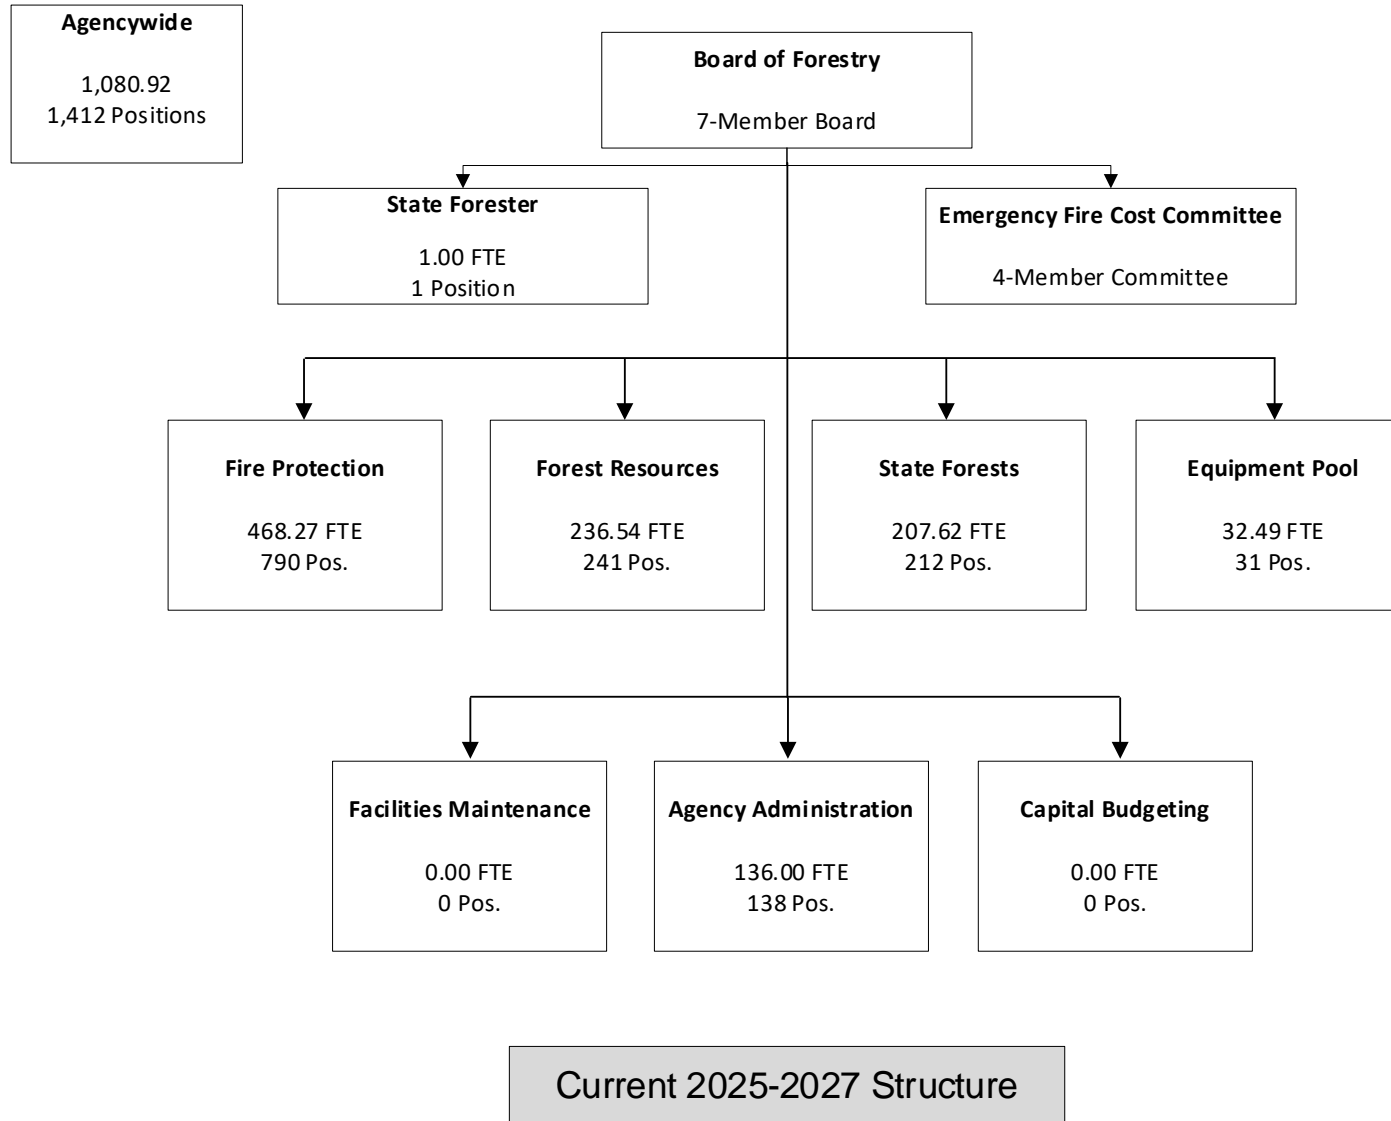 Agencywide
1,080.92
1,412 Positions
Board of Forestry
7-Member Board
State Forester
1.00 FTE
1 Position
Emergency Fire Cost Committee
4-Member Committee
Fire Protection
468.27 FTE
790 Pos.
Forest Resources
236.54 FTE
241 Pos.
State Forests
207.62 FTE
212 Pos.
Equipment Pool
32.49 FTE
31 Pos.
Facilities Maintenance
0.00 FTE
0 Pos.
Agency Administration
136.00 FTE
138 Pos.
Capital Budgeting
0.00 FTE
0 Pos.
Current 2025-2027 Structure